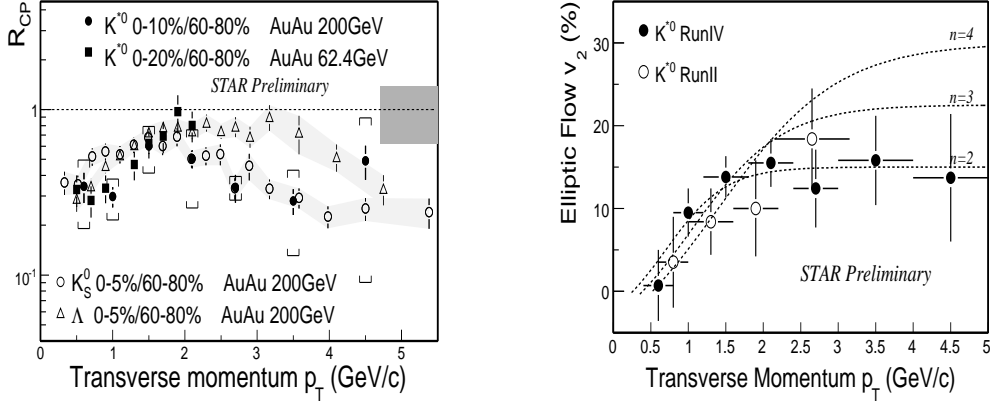 R_CP
K*0 0-10%/60-80% AuAu 200GeV
K*0 0-20%/60-80% AuAu 62.4GeV
STAR Preliminary
1
10^-1
K^0_S 0-5%/60-80% AuAu 200GeV
Λ 0-5%/60-80% AuAu 200GeV
0 1 2 3 4 5
Transverse momentum p_T (GeV/c)
Elliptic Flow v_2 (%)
K*0 RunIV
K*0 RunII
n=4
n=3
n=2
30
20
10
0
STAR Preliminary
0 0.5 1 1.5 2 2.5 3 3.5 4 4.5 5
Transverse Momentum p_T (GeV/c)